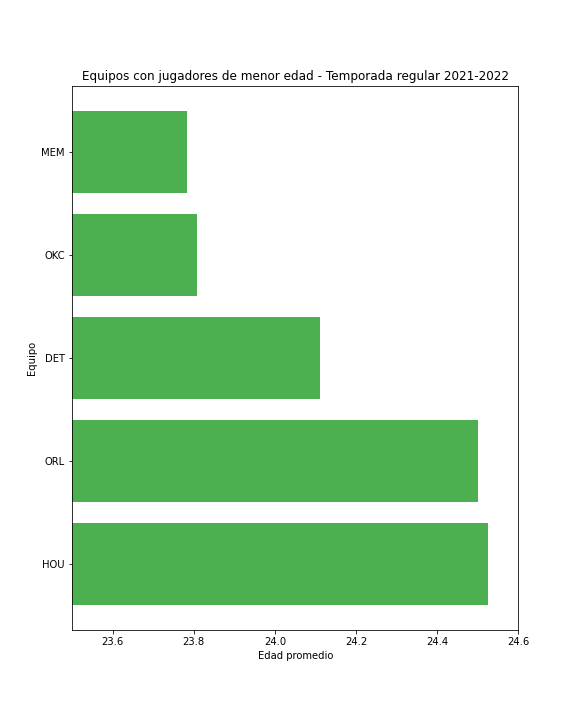 Equipos con jugadores de menor edad - Temporada regular 2021-2022
MEM
OKC
DET
Equipo
ORL
HOU
23.6 23.8 24.0 24.2 24.4 24.6
Edad promedio